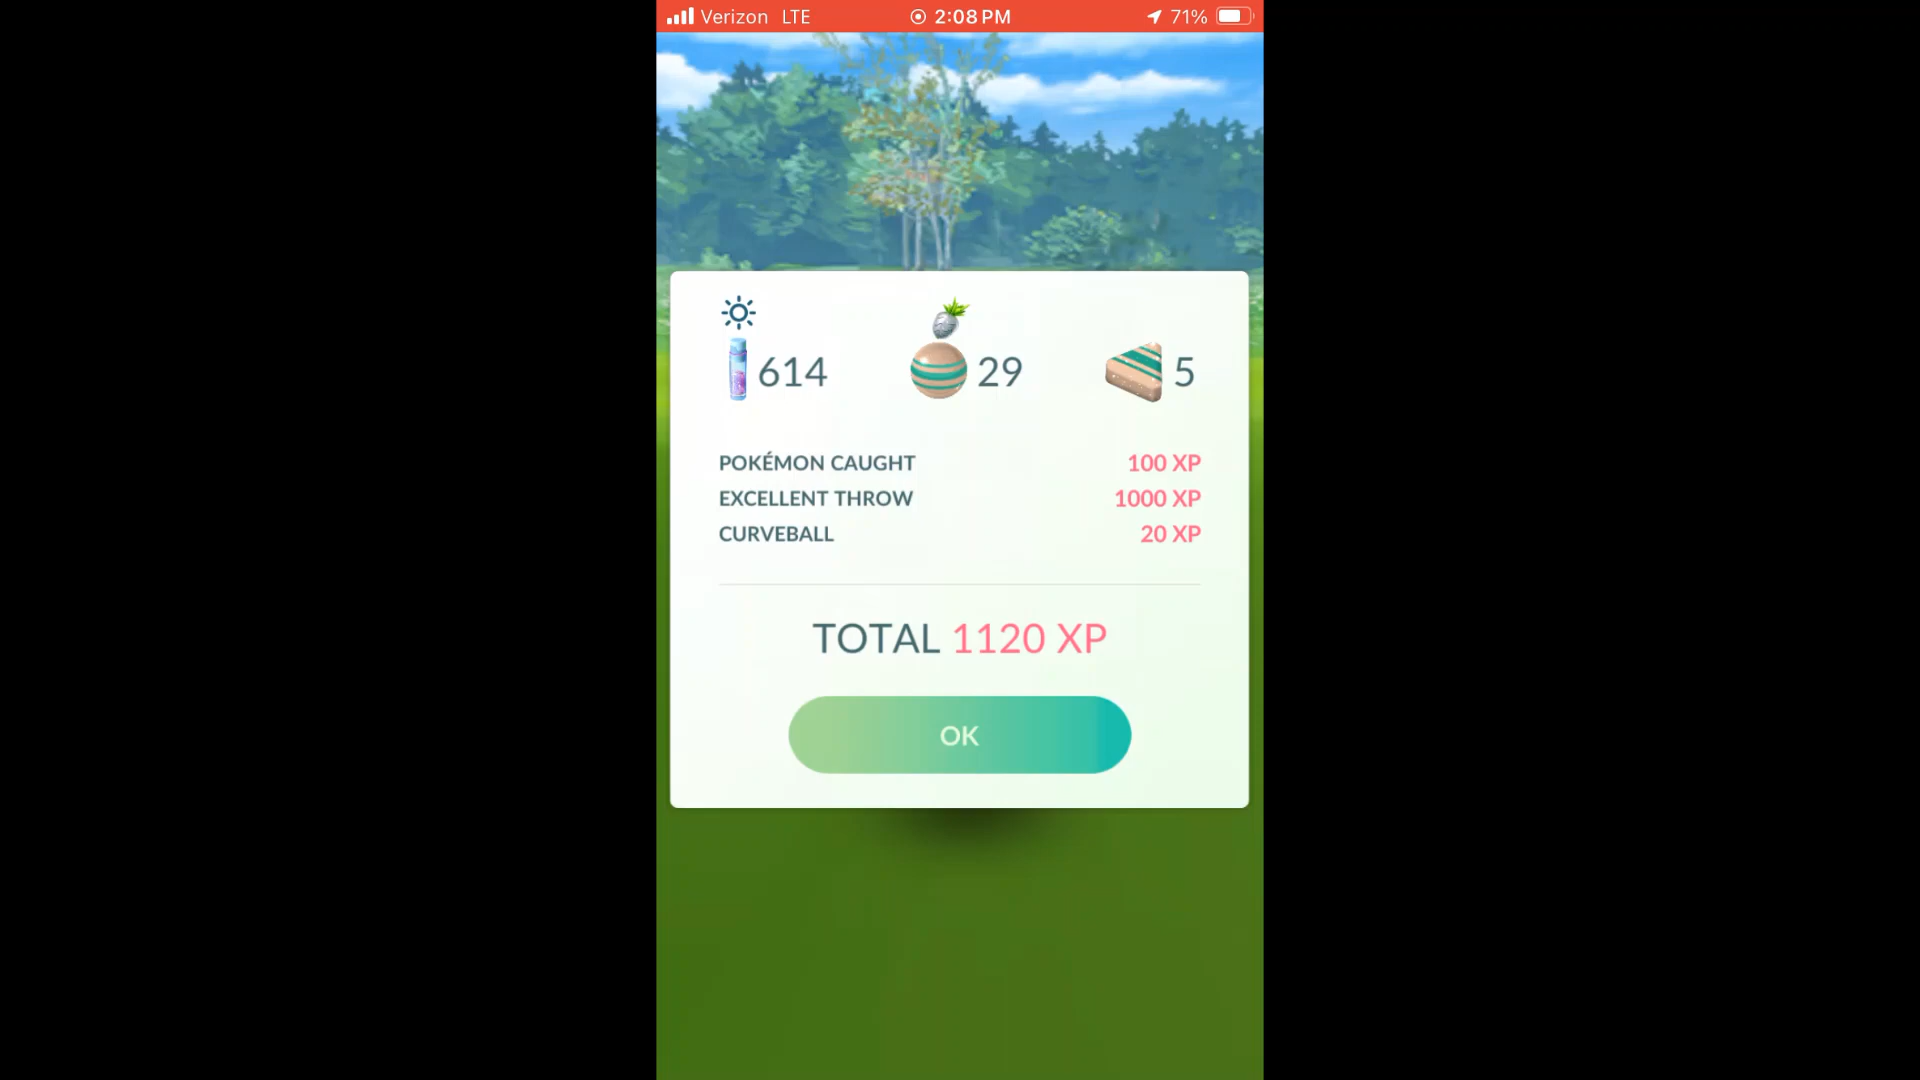 Verizon LTE 2:08 PM 71%
614 29 5
POKÉMON CAUGHT 100 XP
EXCELLENT THROW 1000 XP
CURVEBALL 20 XP
TOTAL 1120 XP
OK